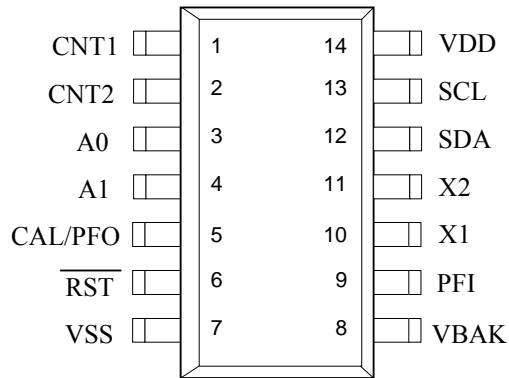 CNT1 1 14 VDD
CNT2 2 13 SCL
A0 3 12 SDA
A1 4 11 X2
CAL/PFO 5 10 X1
R̅S̅T̅ 6 9 PFI
VSS 7 8 VBAK